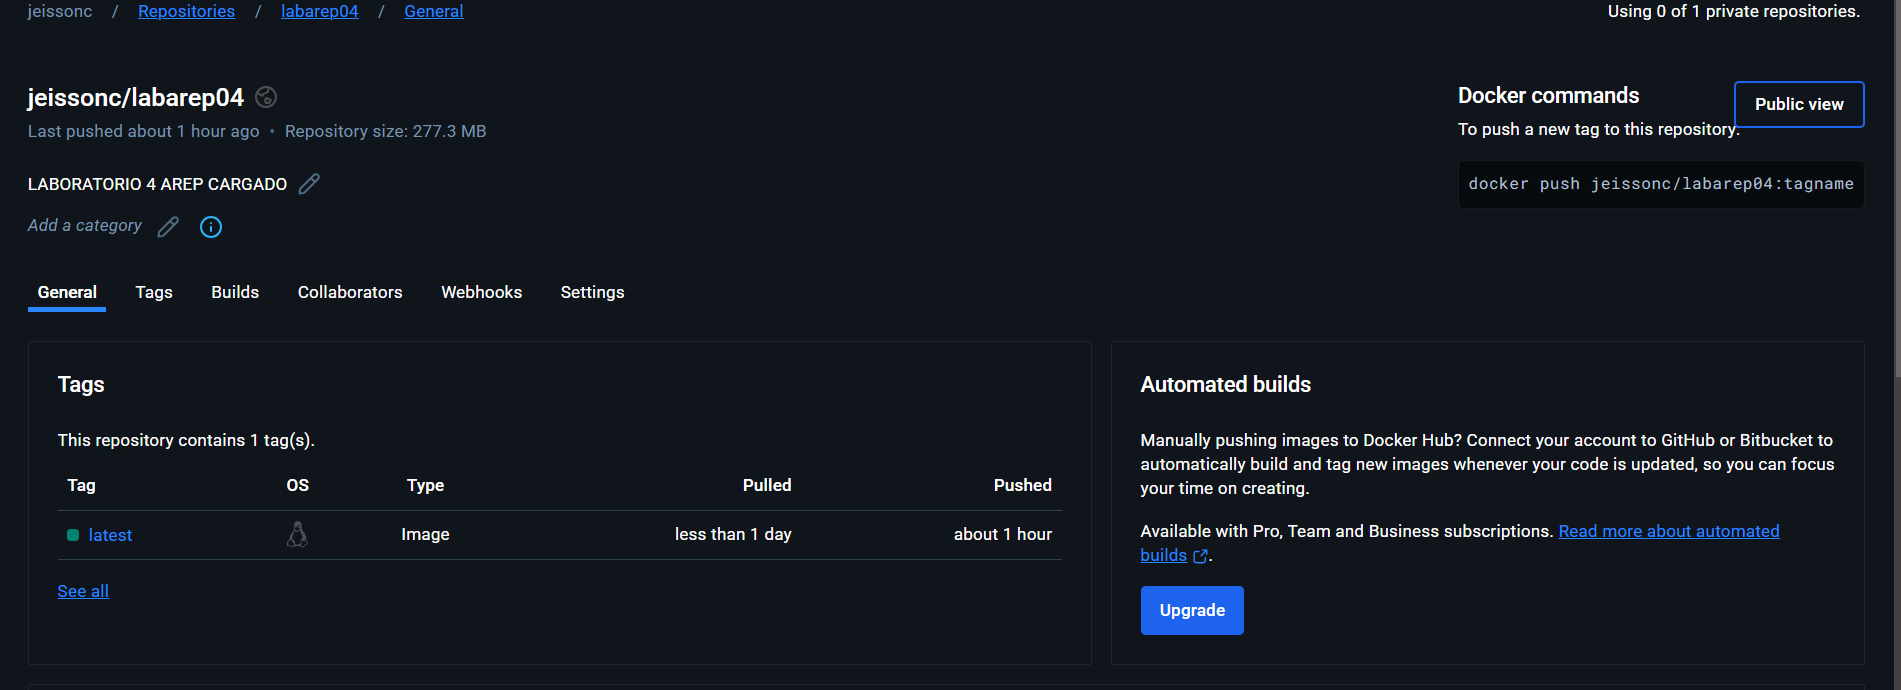 jeissonc / Repositories / labarep04 / General
Using 0 of 1 private repositories.
jeissonc/labarep04
Last pushed about 1 hour ago • Repository size: 277.3 MB
LABORATORIO 4 AREP CARGADO
Add a category
Docker commands
Public view
To push a new tag to this repository:
docker push jeissonc/labarep04:tagname
General Tags Builds Collaborators Webhooks Settings
Tags
This repository contains 1 tag(s).
Tag OS Type Pulled Pushed
latest Image less than 1 day about 1 hour
See all
Automated builds
Manually pushing images to Docker Hub? Connect your account to GitHub or Bitbucket to
automatically build and tag new images whenever your code is updated, so you can focus
your time on creating.
Available with Pro, Team and Business subscriptions. Read more about automated
builds .
Upgrade